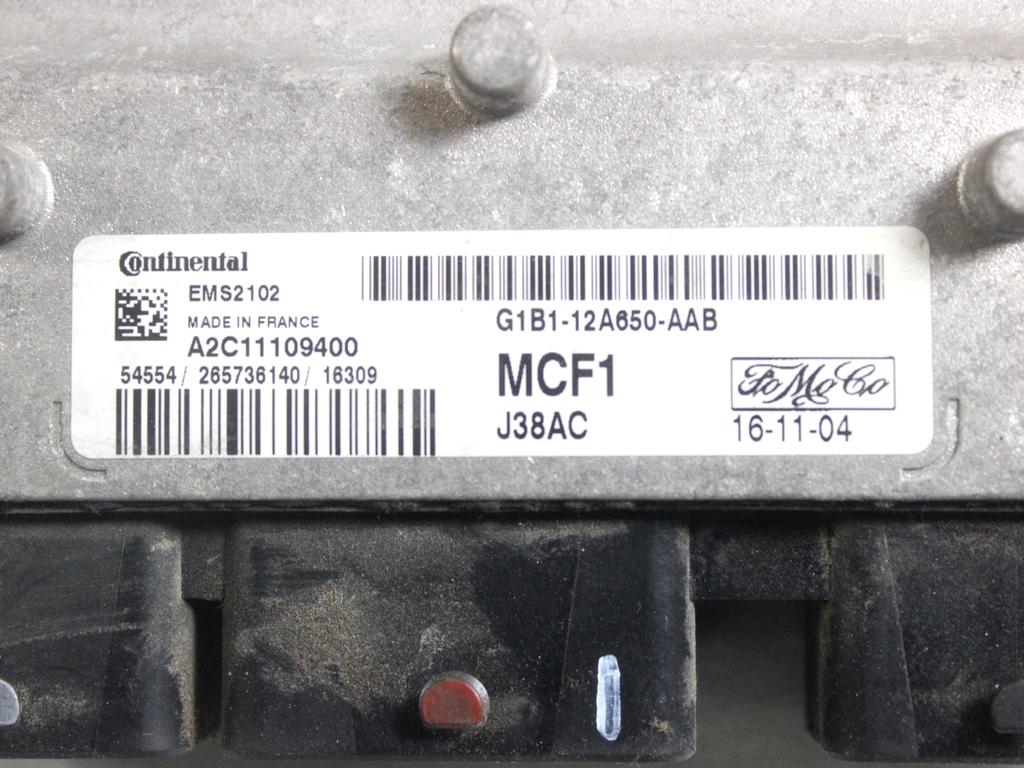 Continental
EMS2102
MADE IN FRANCE
A2C11109400
54554/ 265736140/ 16309
G1B1-12A650-AAB
MCF1
J38AC
FoMoCo
16-11-04